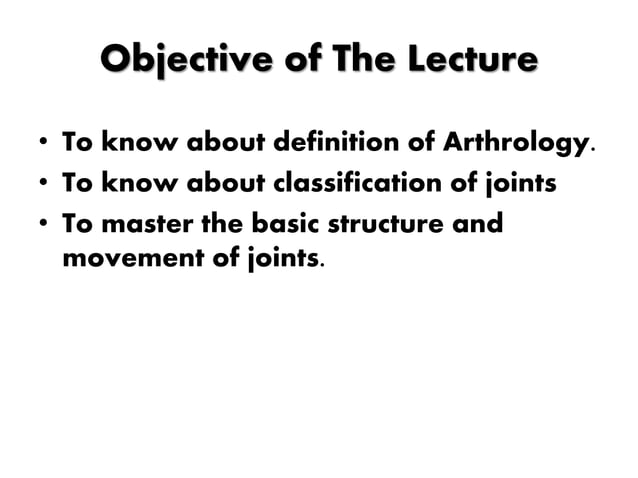 Objective of The Lecture
• To know about definition of Arthrology.
• To know about classification of joints
• To master the basic structure and
movement of joints.